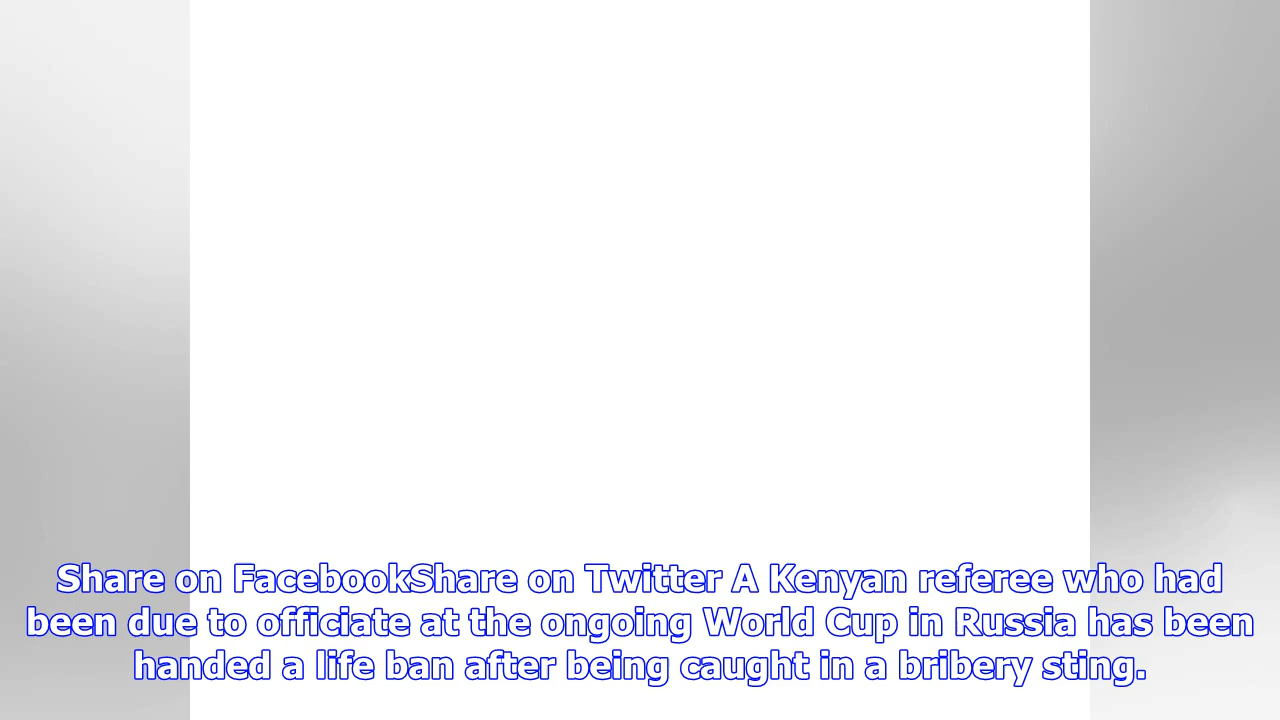 Share on FacebookShare on Twitter A Kenyan referee who had
been due to officiate at the ongoing World Cup in Russia has been
handed a life ban after being caught in a bribery sting.